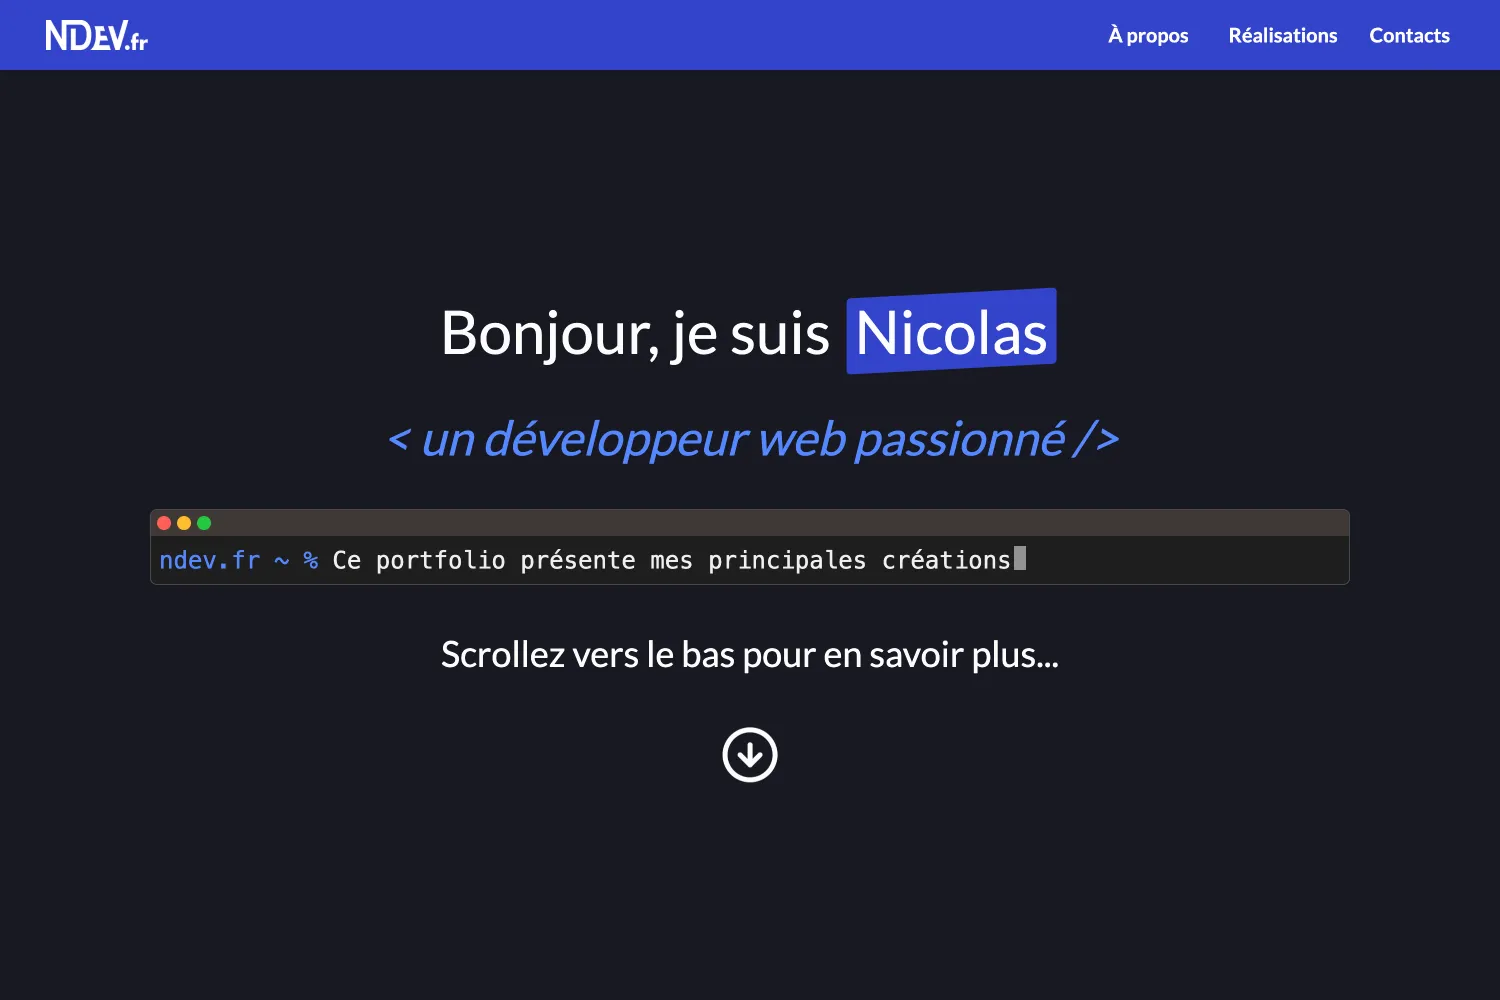 NDEV.fr
À propos Réalisations Contacts
Bonjour, je suis Nicolas
< un développeur web passionné />
ndev.fr ~ % Ce portfolio présente mes principales créations
Scrollez vers le bas pour en savoir plus...